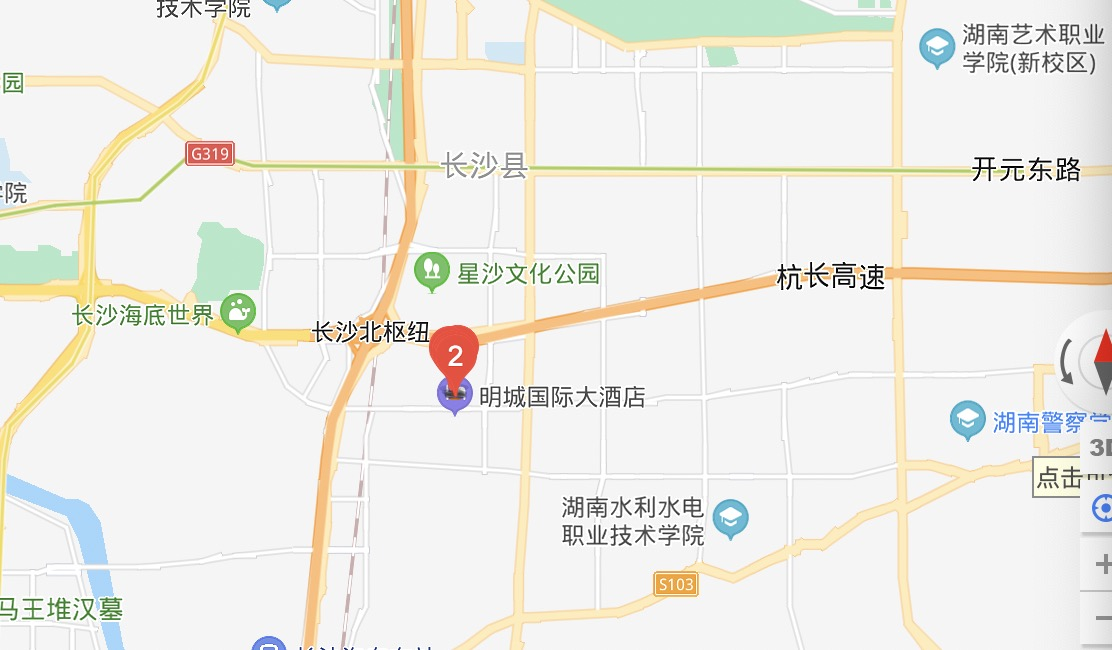 技术学院
湖南艺术职业
学院(新校区)
园
G319
长沙县
开元东路
学院
星沙文化公园
杭长高速
长沙海底世界
长沙北枢纽
2
明城国际大酒店
湖南警察学
3D
点击可
湖南水利水电
职业技术学院
S103
马王堆汉墓